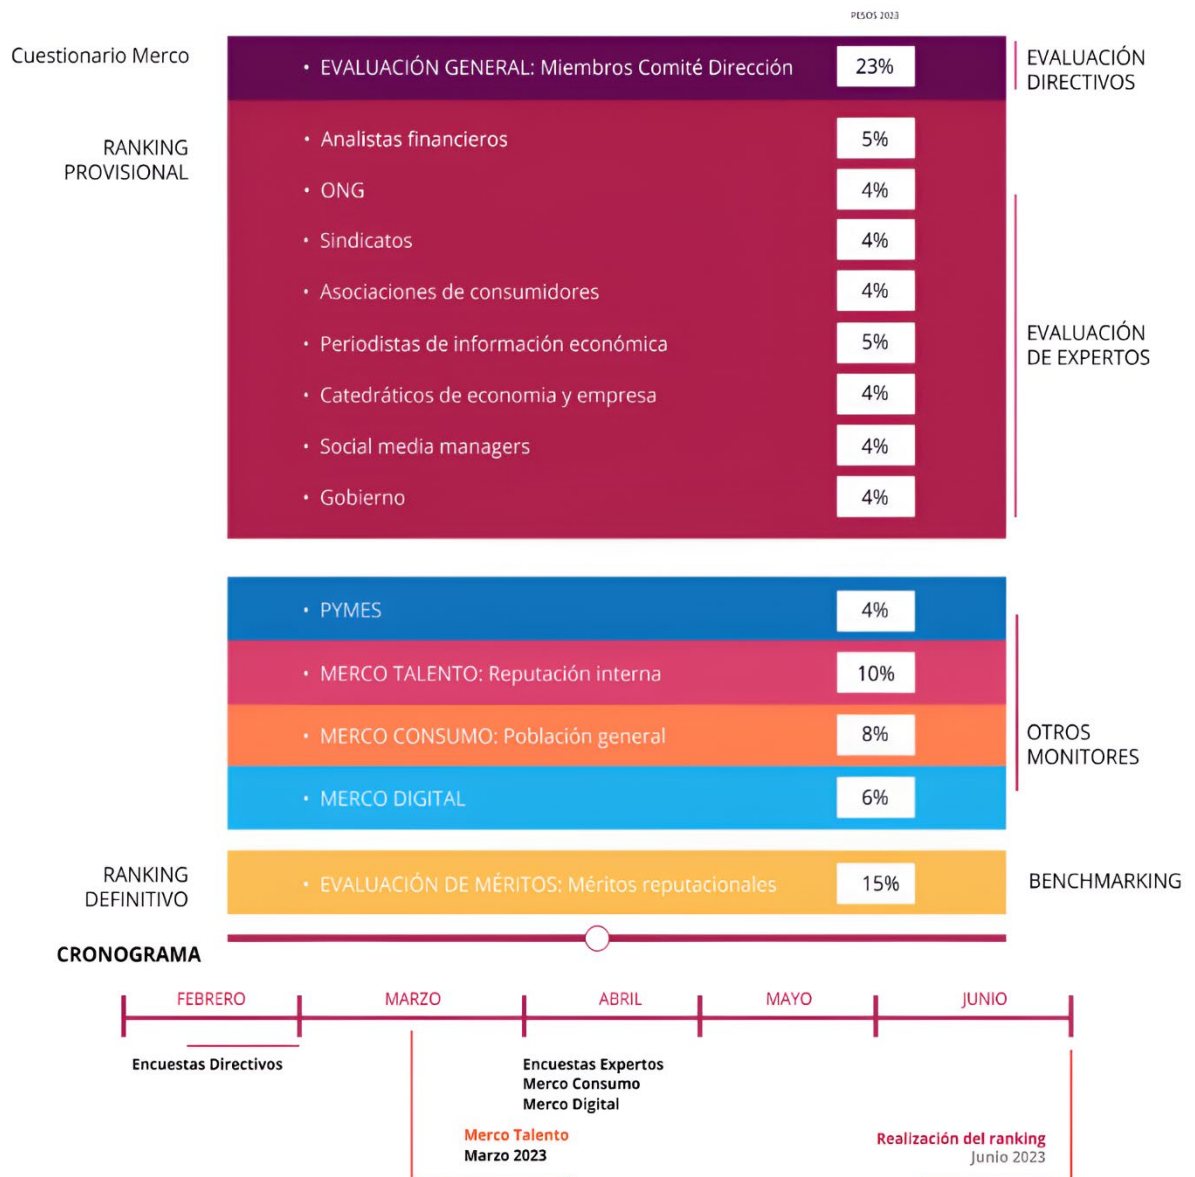 PESOS 2023
Cuestionario Merco
• EVALUACIÓN GENERAL: Miembros Comité Dirección
23%
EVALUACIÓN
DIRECTIVOS
RANKING
PROVISIONAL
• Analistas financieros
5%
• ONG
4%
• Sindicatos
4%
• Asociaciones de consumidores
4%
• Periodistas de información económica
5%
EVALUACIÓN
DE EXPERTOS
• Catedráticos de economia y empresa
4%
• Social media managers
4%
• Gobierno
4%
• PYMES
4%
• MERCO TALENTO: Reputación interna
10%
• MERCO CONSUMO: Población general
8%
OTROS
MONITORES
• MERCO DIGITAL
6%
RANKING
DEFINITIVO
• EVALUACIÓN DE MÉRITOS: Méritos reputacionales
15%
BENCHMARKING
CRONOGRAMA
FEBRERO
MARZO
ABRIL
MAYO
JUNIO
Encuestas Directivos
Encuestas Expertos
Merco Consumo
Merco Digital
Merco Talento
Marzo 2023
Realización del ranking
Junio 2023